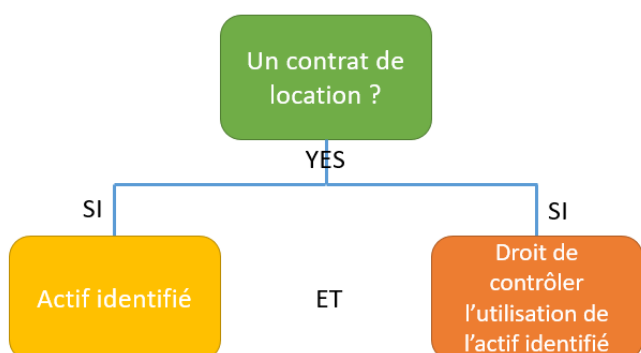 Un contrat de
location ?
YES
SI
SI
Actif identifié
ET
Droit de
contrôler
l'utilisation de
l'actif identifié